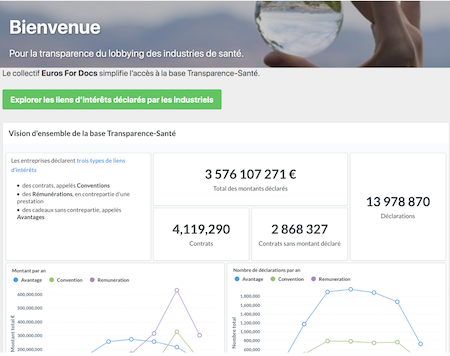 Bienvenue
Pour la transparence du lobbying des industries de santé.
Le collectif Euros For Docs simplifie l'accès à la base Transparence-Santé.
Explorer les liens d'intérêts déclarés par les industriels
Vision d'ensemble de la base Transparence-Santé
Les entreprises déclarent trois types de liens
d'intérêts
des contrats, appelés Conventions
des Rémunérations, en contrepartie d'une
prestation
des cadeaux sans contrepartie, appelés
Avantages
3 576 107 271 €
Total des montants déclarés
4,119,290
Contrats
2 868 327
Contrats sans montant déclaré
13 978 870
Déclarations
Montant par an
Avantage Convention Remuneration
600,000,000
500,000,000
400,000,000
300,000,000
200,000,000
Montant total €
Nombre de déclarations par an
Avantage Convention Remuneration
1,800,000
1,600,000
1,400,000
1,200,000
1,000,000
800,000
600,000
Nombre total